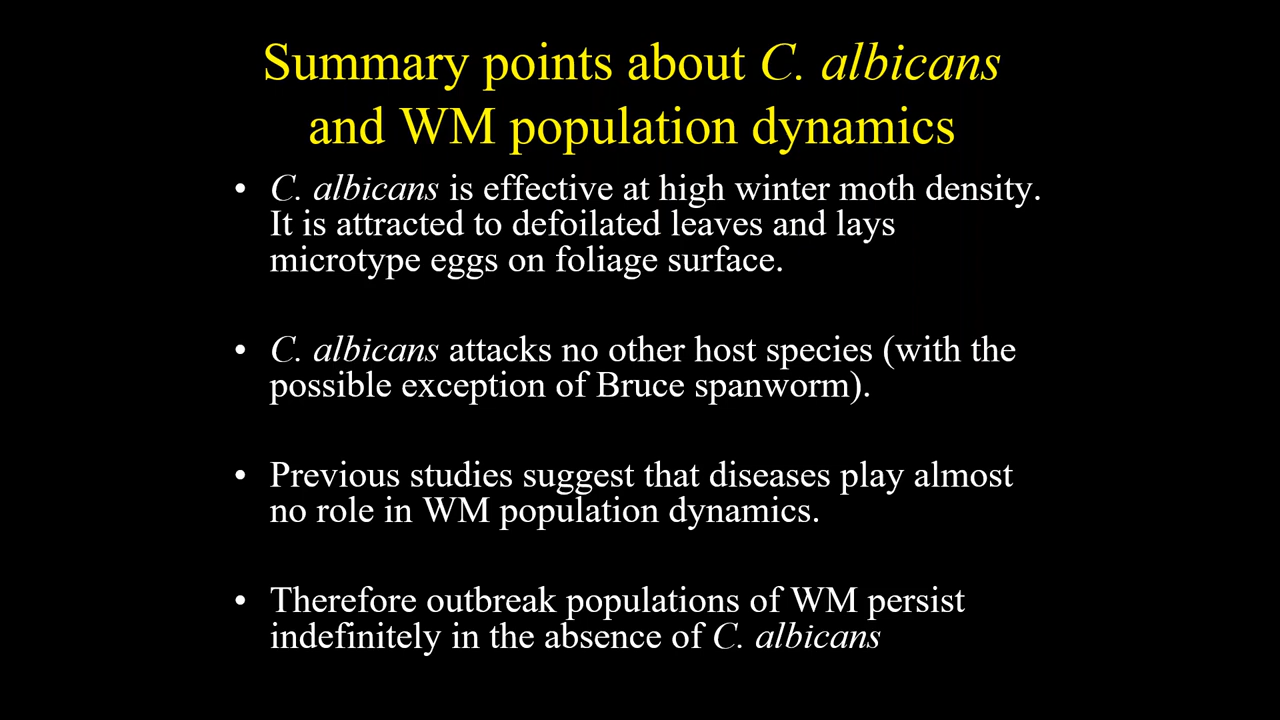 Summary points about C. albicans
and WM population dynamics
• C. albicans is effective at high winter moth density.
It is attracted to defoilated leaves and lays
microtype eggs on foliage surface.
• C. albicans attacks no other host species (with the
possible exception of Bruce spanworm).
• Previous studies suggest that diseases play almost
no role in WM population dynamics.
• Therefore outbreak populations of WM persist
indefinitely in the absence of C. albicans